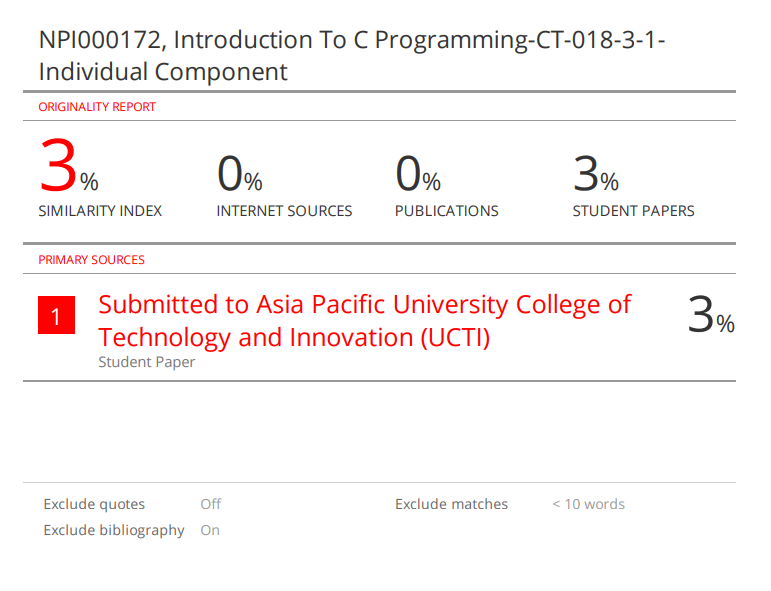 NPI000172, Introduction To C Programming-CT-018-3-1-
Individual Component
ORIGINALITY REPORT
3% 0% 0% 3%
SIMILARITY INDEX INTERNET SOURCES PUBLICATIONS STUDENT PAPERS
PRIMARY SOURCES
1 Submitted to Asia Pacific University College of 3%
Technology and Innovation (UCTI)
Student Paper
Exclude quotes Off Exclude matches < 10 words
Exclude bibliography On